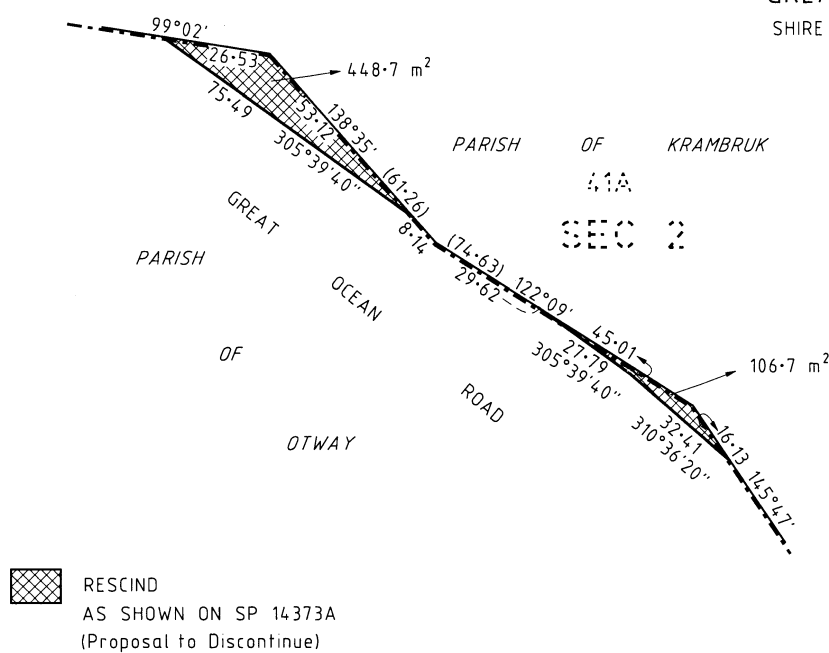 GREAT
SHIRE
99°02'
26·53
448·7 m²
75·49
53·12
138°35'
305°39'40"
(61·26)
PARISH OF KRAMBRUK
41A
SEC 2
GREAT
8·14
(74·63)
PARISH
29·62
122°09'
OCEAN
45·01
OF
27·79
305°39'40"
106·7 m²
ROAD
32·41
16·13
310°36'20"
OTWAY
145°47'
RESCIND
AS SHOWN ON SP 14373A
(Proposal to Discontinue)